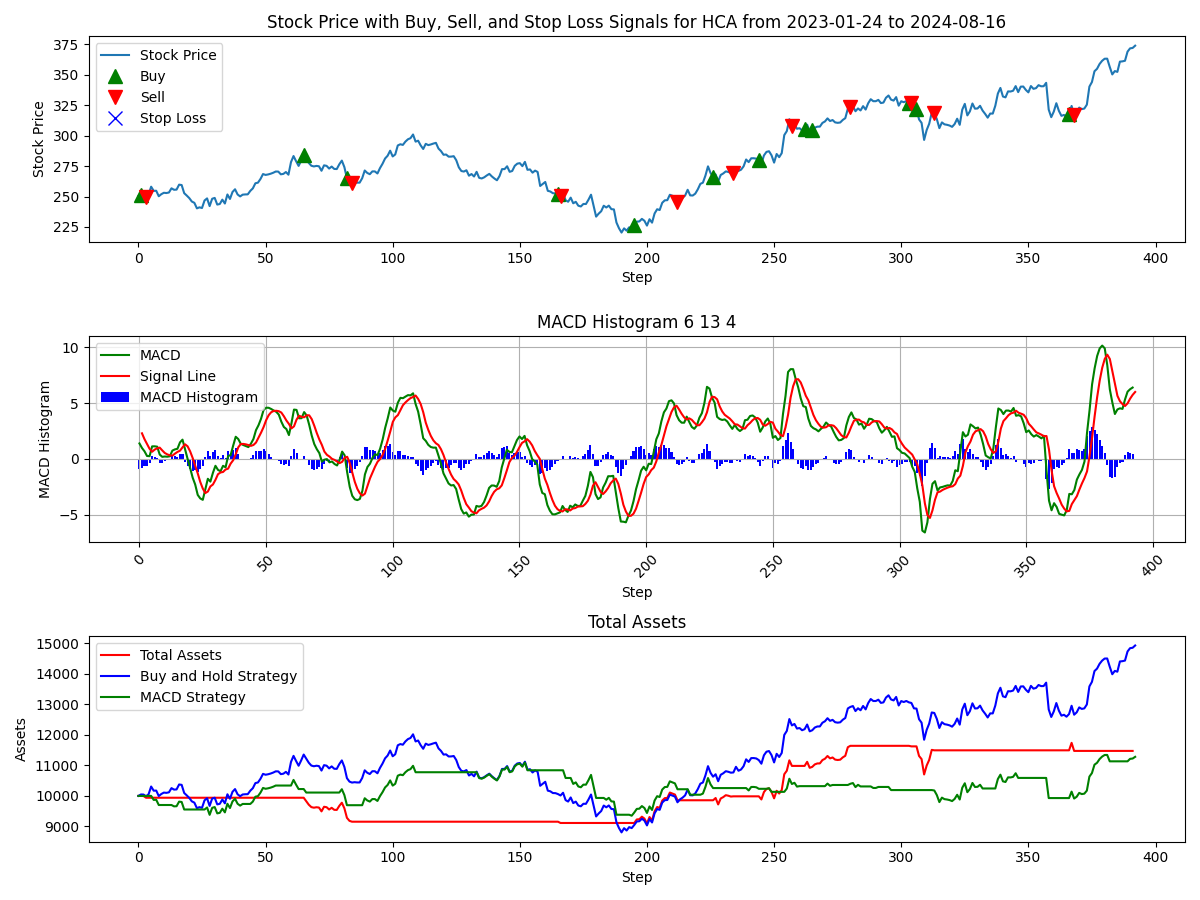 Stock Price with Buy, Sell, and Stop Loss Signals for HCA from 2023-01-24 to 2024-08-16
Stock Price
375
350
325
300
275
250
225
Stock Price
Buy
Sell
Stop Loss
0 50 100 150 200 250 300 350 400
Step
MACD Histogram 6 13 4
MACD Histogram
10
5
0
−5
MACD
Signal Line
MACD Histogram
0 50 100 150 200 250 300 350 400
Step
Total Assets
Assets
15000
14000
13000
12000
11000
10000
9000
Total Assets
Buy and Hold Strategy
MACD Strategy
0 50 100 150 200 250 300 350 400
Step